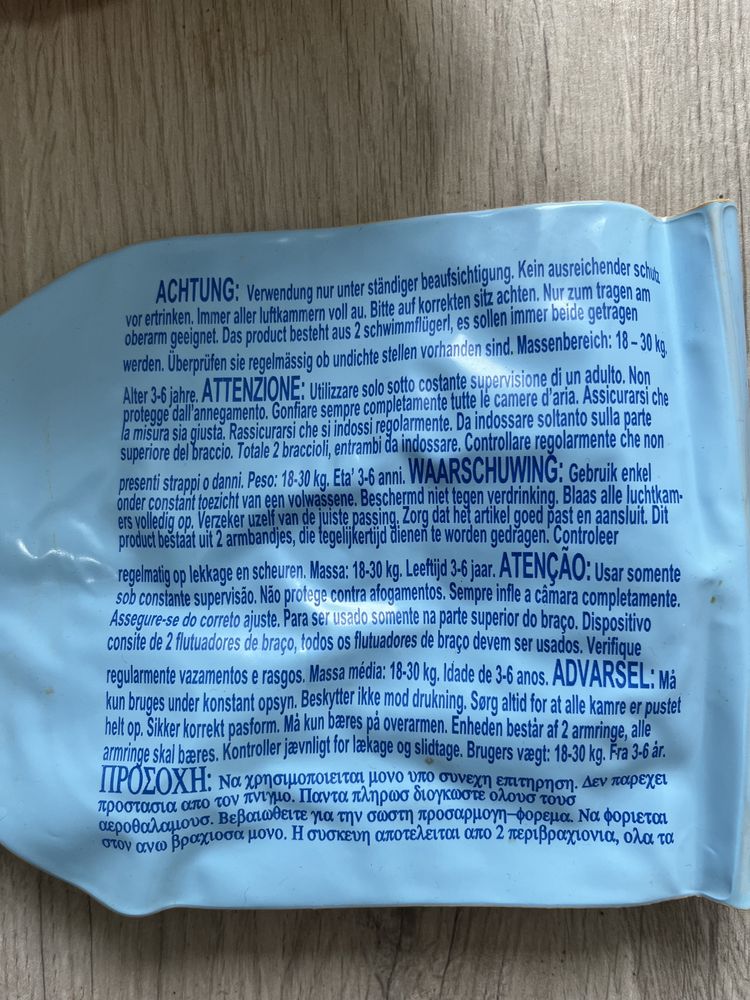 ACHTUNG: Verwendung nur unter ständiger beaufsichtigung. Kein ausreichender schutz
vor ertrinken. Immer aller luftkammern voll au. Bitte auf korrekten sitz achten. Nur zum tragen am
oberarm geeignet. Das product besteht aus 2 schwimmflügerl, es sollen immer beide getragen
werden. Überprüfen sie regelmässig ob undichte stellen vorhanden sind. Massenbereich: 18 – 30 kg.
Alter 3-6 jahre. ATTENZIONE: Utilizzare solo sotto costante supervisione di un adulto. Non
protegge dall'annegamento. Gonfiare sempre completamente tutte le camere d'aria. Assicurarsi che
la misura sia giusta. Rassicurarsi che si indossi regolarmente. Da indossare soltanto sulla parte
superiore del braccio. Totale 2 braccioli, entrambi da indossare. Controllare regolarmente che non
presenti strappi o danni. Peso: 18-30 kg. Eta' 3-6 anni. WAARSCHUWING: Gebruik enkel
onder constant toezicht van een volwassene. Beschermd niet tegen verdrinking. Blaas alle luchtkam-
ers volledig op. Verzeker uzelf van de juiste passing. Zorg dat het artikel goed past en aansluit. Dit
product bestaat uit 2 armbandjes, die tegelijkertijd dienen te worden gedragen. Controleer
regelmatig op lekkage en scheuren. Massa: 18-30 kg. Leeftijd 3-6 jaar. ATENÇÃO: Usar somente
sob constante supervisão. Não protege contra afogamentos. Sempre infle a câmara completamente.
Assegure-se do correto ajuste. Para ser usado somente na parte superior do braço. Dispositivo
consite de 2 flutuadores de braço, todos os flutuadores de braço devem ser usados. Verifique
regularmente vazamentos e rasgos. Massa média: 18-30 kg. Idade de 3-6 anos. ADVARSEL: Må
kun bruges under konstant opsyn. Beskytter ikke mod drukning. Sørg altid for at alle kamre er pustet
helt op. Sikker korrekt pasform. Må kun bæres på overarmen. Enheden består af 2 armringe, alle
armringe skal bæres. Kontroller jævnligt for lækage og slidtage. Brugers vægt: 18-30 kg. Fra 3-6 år.
ΠΡΟΣΟΧΗ: Να χρησιμοποιειται μονο υπο συνεχη επιτηρηση. Δεν παρεχει
προστασια απο τον πνιγμο. Παντα πληρωσ διογκωστε ολουσ τουσ
αεροθαλαμουσ. Βεβαιωθειτε για την σωστη προσαρμογη–φορεμα. Να φοριεται
στον ανω βραχιοσα μονο. Η συσκευη αποτελειται απο 2 περιβραχιονια, ολα τα